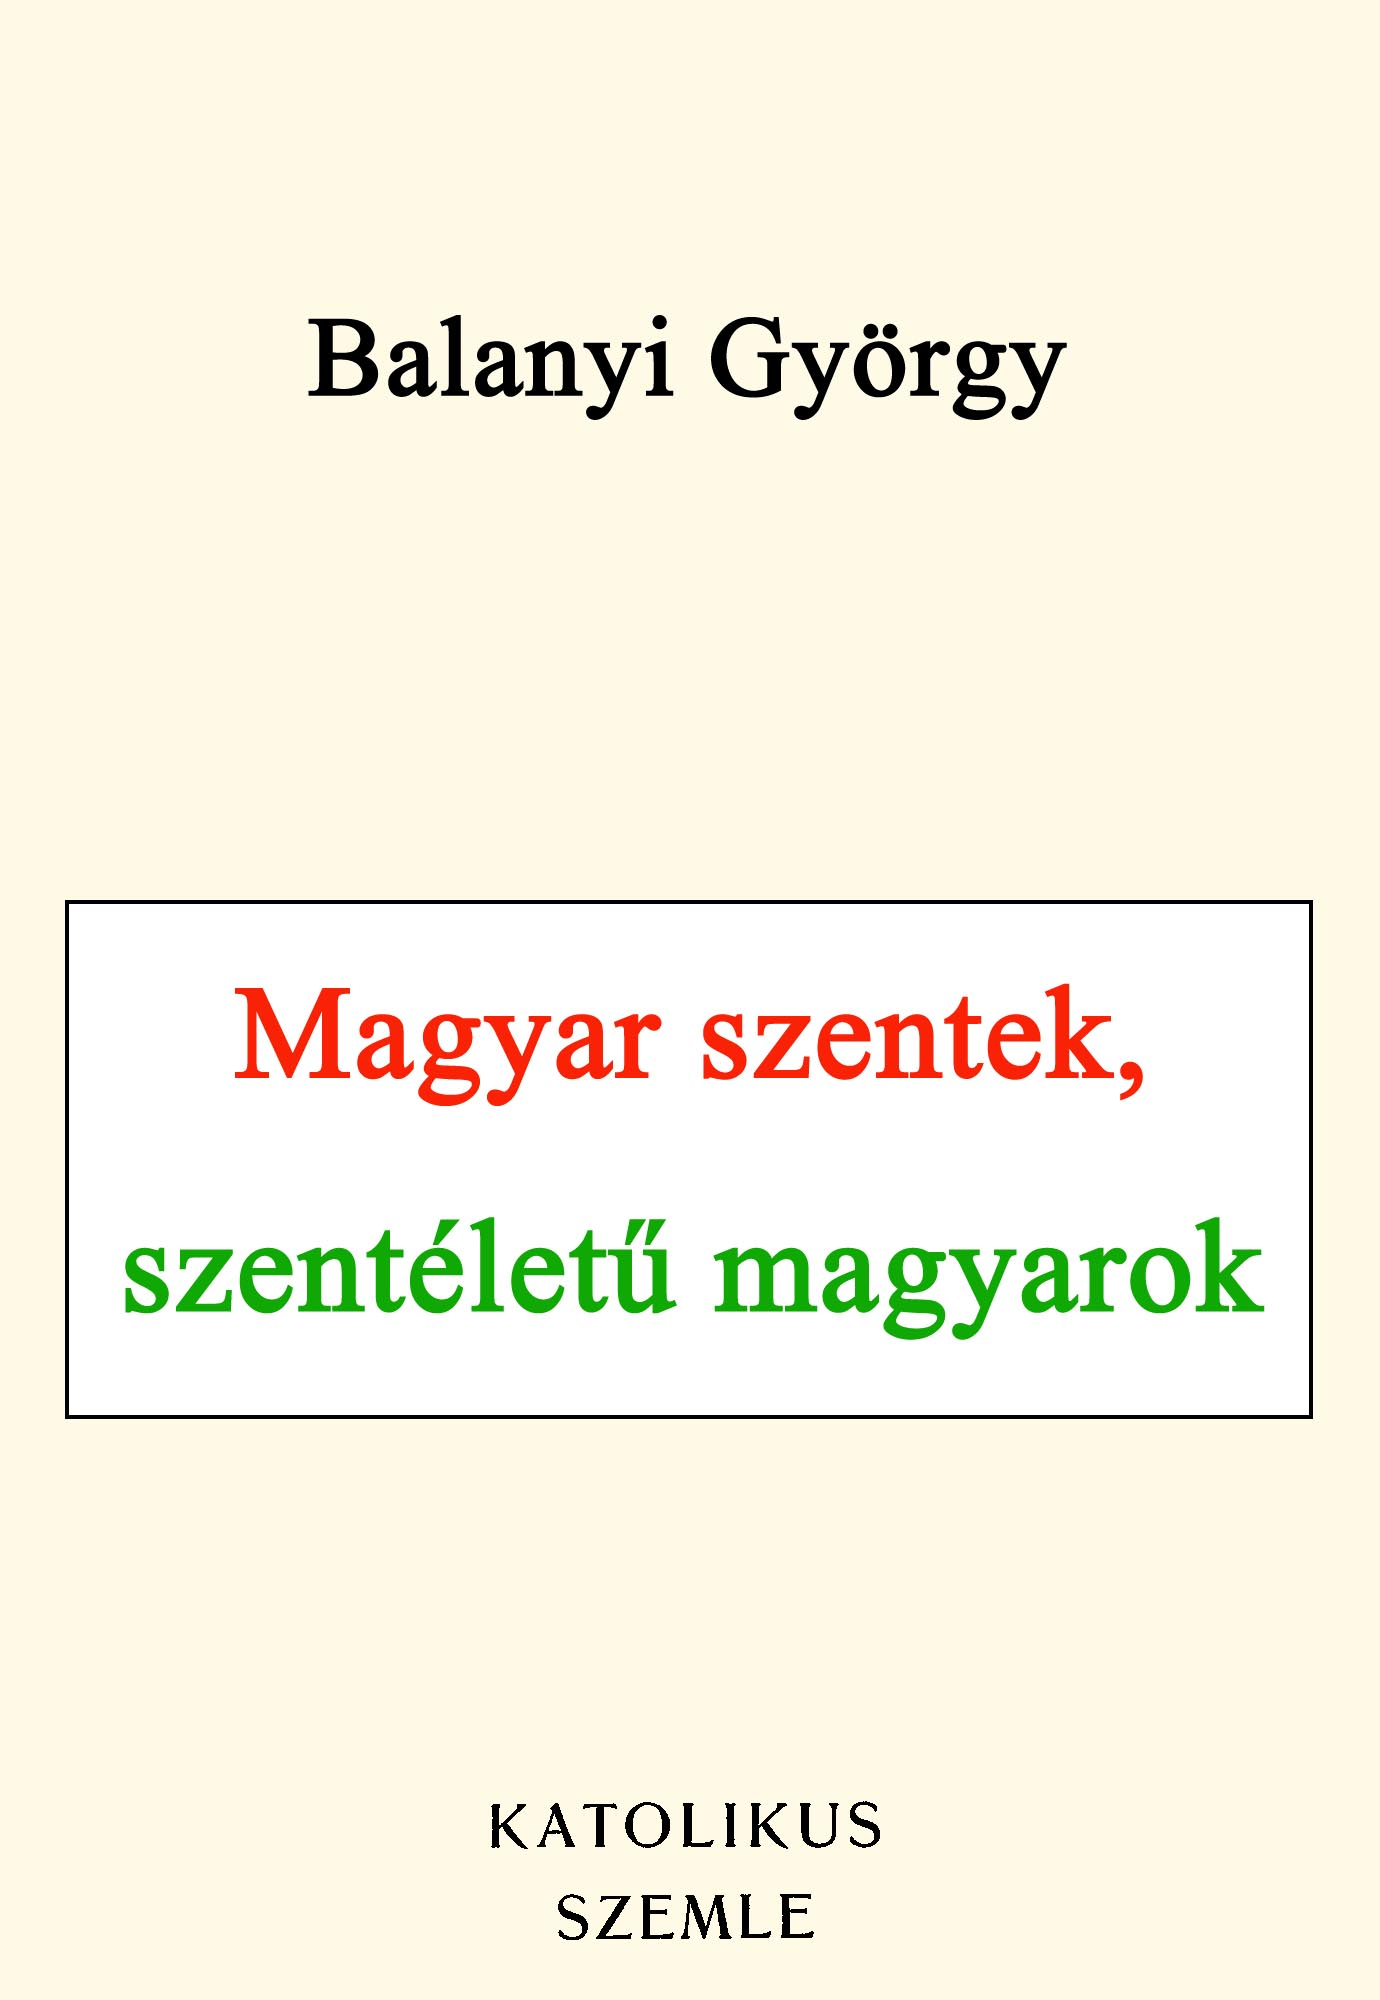 Balanyi György
Magyar szentek,
szentéletű magyarok
KATOLIKUS
SZEMLE